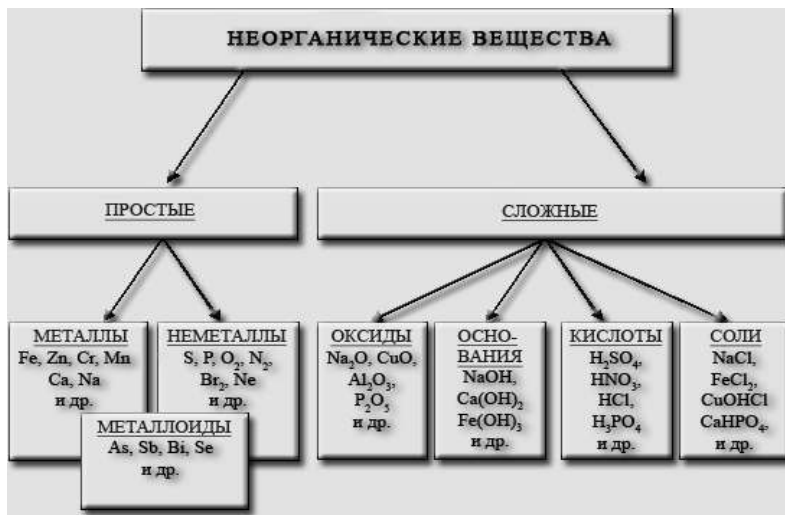 НЕОРГАНИЧЕСКИЕ ВЕЩЕСТВА
ПРОСТЫЕ
СЛОЖНЫЕ
МЕТАЛЛЫ
Fe, Zn, Cr, Mn
Ca, Na
и др.
НЕМЕТАЛЛЫ
S, P, O₂, N₂,
Br₂, Ne
и др.
МЕТАЛЛОИДЫ
As, Sb, Bi, Se
и др.
ОКСИДЫ
Na₂O, CuO,
Al₂O₃,
P₂O₅
и др.
ОСНО-
ВАНИЯ
NaOH,
Ca(OH)₂
Fe(OH)₃
и др.
КИСЛОТЫ
H₂SO₄,
HNO₃,
HCl,
H₃PO₄
и др.
СОЛИ
NaCl,
FeCl₂,
CuOHCl
CaHPO₄,
и др.